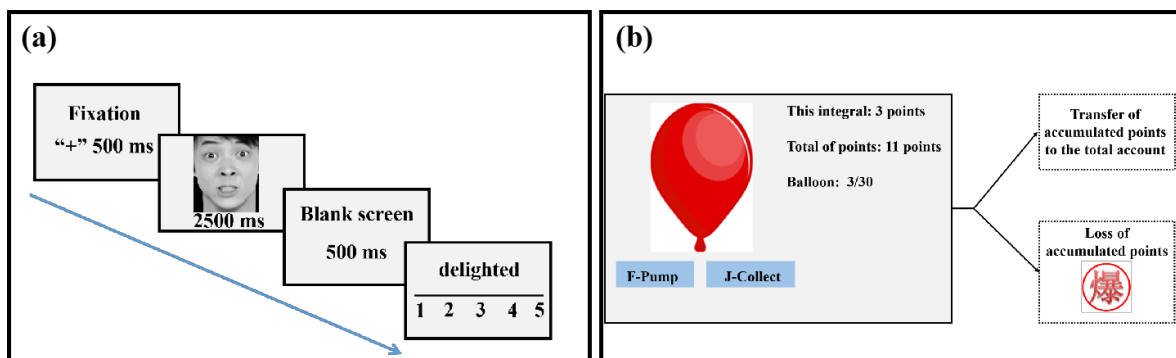 (a)
Fixation
“+” 500 ms
2500 ms
Blank screen
500 ms
delighted
1 2 3 4 5
(b)
This integral: 3 points
Total of points: 11 points
Balloon: 3/30
F-Pump
J-Collect
Transfer of
accumulated points
to the total account
Loss of
accumulated points
爆